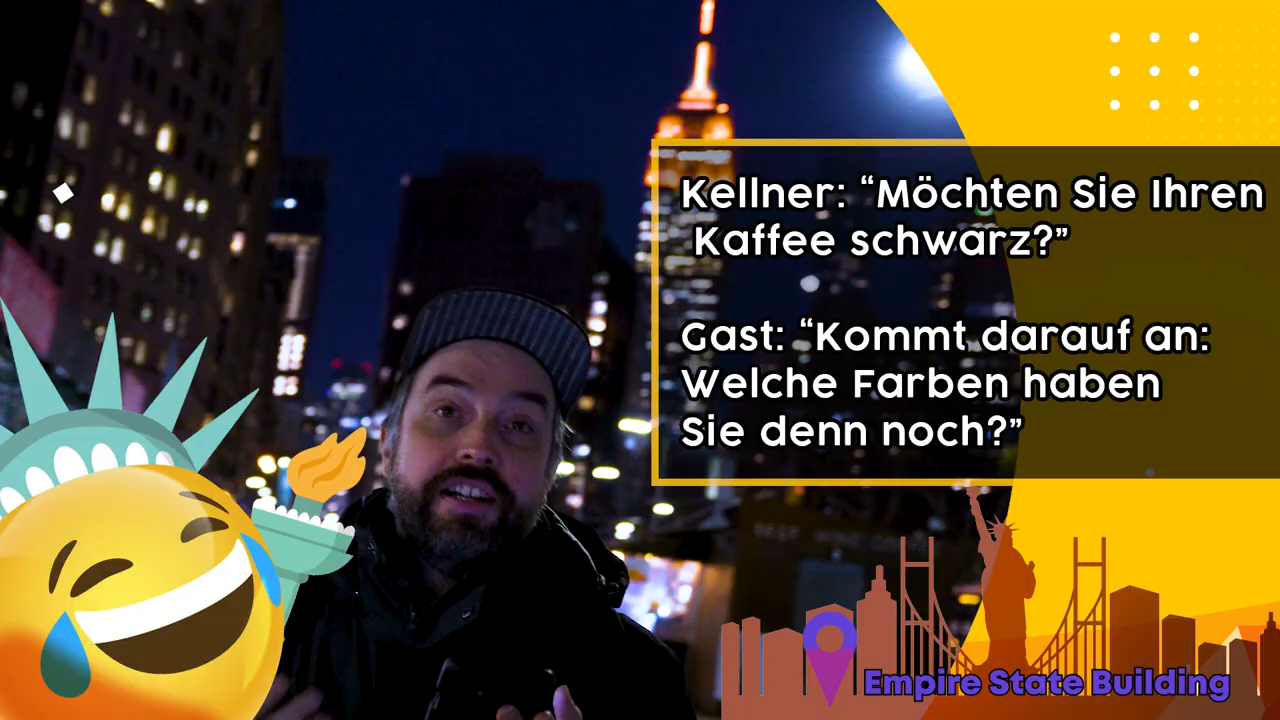 Kellner: “Möchten Sie Ihren
Kaffee schwarz?”
Gast: “Kommt darauf an:
Welche Farben haben
Sie denn noch?”
Empire State Building